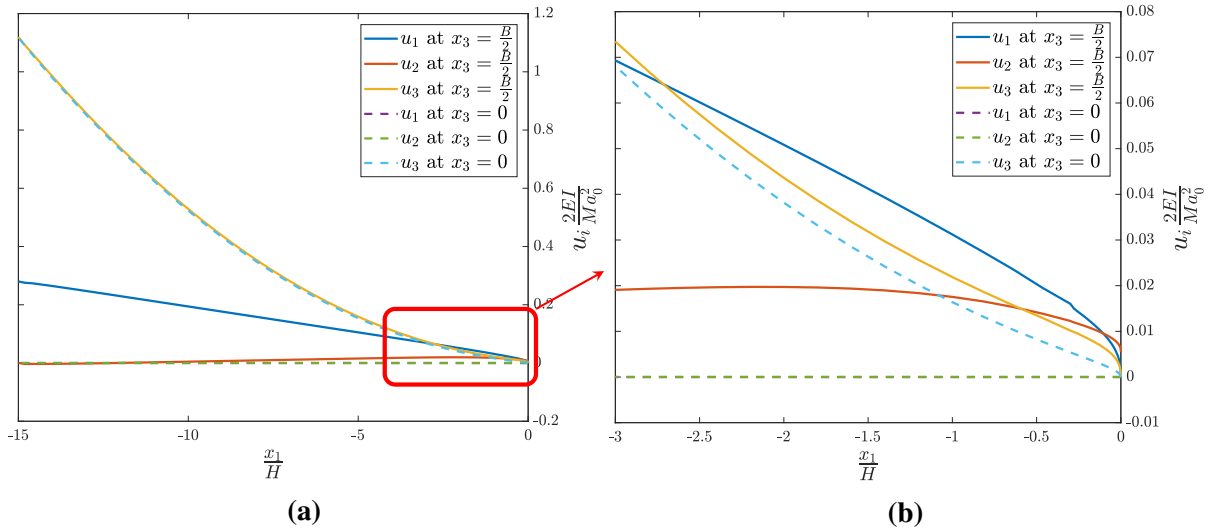 u₁ at x₃ = B/2
u₂ at x₃ = B/2
u₃ at x₃ = B/2
u₁ at x₃ = 0
u₂ at x₃ = 0
u₃ at x₃ = 0
1.2
1
0.8
0.6
0.4
0.2
0
-0.2
uᵢ 2EI/Ma₀²
-15
-10
-5
0
x₁/H
(a)
u₁ at x₃ = B/2
u₂ at x₃ = B/2
u₃ at x₃ = B/2
u₁ at x₃ = 0
u₂ at x₃ = 0
u₃ at x₃ = 0
0.08
0.07
0.06
0.05
0.04
0.03
0.02
0.01
0
-0.01
uᵢ 2EI/Ma₀²
-3
-2.5
-2
-1.5
-1
-0.5
0
x₁/H
(b)